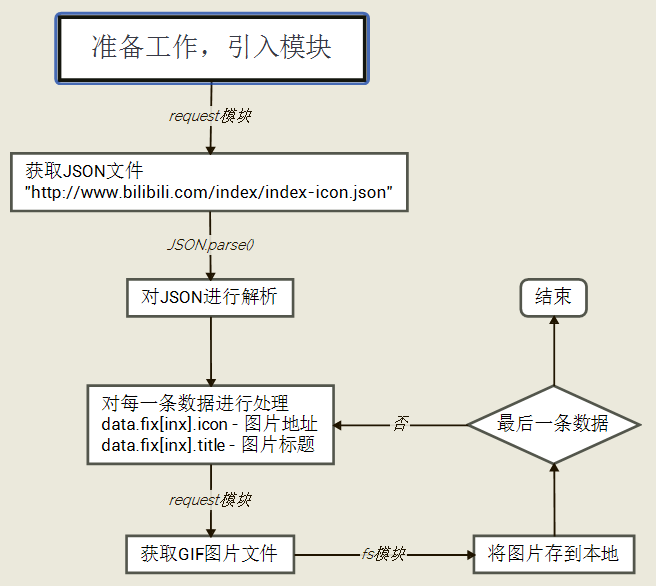 准备工作，引入模块
request模块
获取JSON文件
"http://www.bilibili.com/index/index-icon.json"
JSON.parse()
对JSON进行解析
结束
对每一条数据进行处理
data.fix[inx].icon - 图片地址
data.fix[inx].title - 图片标题
否
最后一条数据
request模块
获取GIF图片文件
fs模块
将图片存到本地